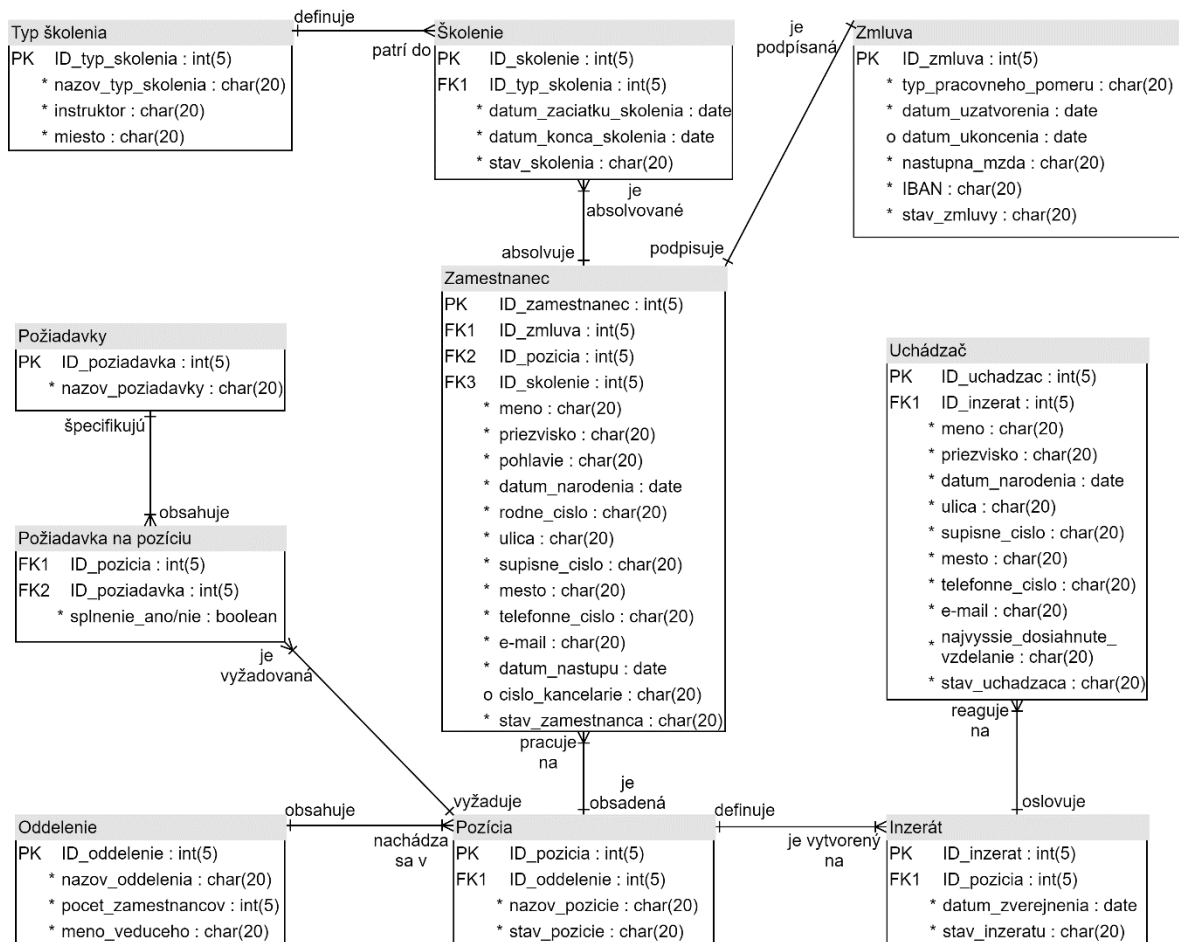 Typ školenia
PK ID_typ_skolenia : int(5)
* nazov_typ_skolenia : char(20)
* instruktor : char(20)
* miesto : char(20)
definuje
patrí do
Školenie
PK ID_skolenie : int(5)
FK1 ID_typ_skolenia : int(5)
* datum_zaciatku_skolenia : date
* datum_konca_skolenia : date
* stav_skolenia : char(20)
je
podpísaná
Zmluva
PK ID_zmluva : int(5)
* typ_pracovneho_pomeru : char(20)
* datum_uzatvorenia : date
o datum_ukoncenia : date
* nastupna_mzda : char(20)
* IBAN : char(20)
* stav_zmluvy : char(20)
je
absolvované
absolvuje
podpisuje
Zamestnanec
PK ID_zamestnanec : int(5)
FK1 ID_zmluva : int(5)
FK2 ID_pozicia : int(5)
FK3 ID_skolenie : int(5)
* meno : char(20)
* priezvisko : char(20)
* pohlavie : char(20)
* datum_narodenia : date
* rodne_cislo : char(20)
* ulica : char(20)
* supisne_cislo : char(20)
* mesto : char(20)
* telefonne_cislo : char(20)
* e-mail : char(20)
* datum_nastupu : date
o cislo_kancelarie : char(20)
* stav_zamestnanca : char(20)
Požiadavky
PK ID_poziadavka : int(5)
* nazov_poziadavky : char(20)
špecifikujú
obsahuje
Požiadavka na pozíciu
FK1 ID_pozicia : int(5)
FK2 ID_poziadavka : int(5)
* splnenie_ano/nie : boolean
je
vyžadovaná
vyžaduje
Uchádzač
PK ID_uchadzac : int(5)
FK1 ID_inzerat : int(5)
* meno : char(20)
* priezvisko : char(20)
* datum_narodenia : date
* ulica : char(20)
* supisne_cislo : char(20)
* mesto : char(20)
* telefonne_cislo : char(20)
* e-mail : char(20)
* najvyssie_dosiahnute_
vzdelanie : char(20)
* stav_uchadzaca : char(20)
reaguje
na
oslovuje
pracuje
na
je
obsadená
Oddelenie
PK ID_oddelenie : int(5)
* nazov_oddelenia : char(20)
* pocet_zamestnancov : int(5)
* meno_veduceho : char(20)
obsahuje
nachádza
sa v
Pozícia
PK ID_pozicia : int(5)
FK1 ID_oddelenie : int(5)
* nazov_pozicie : char(20)
* stav_pozicie : char(20)
definuje
je vytvorený
na
Inzerát
PK ID_inzerat : int(5)
FK1 ID_pozicia : int(5)
* datum_zverejnenia : date
* stav_inzeratu : char(20)